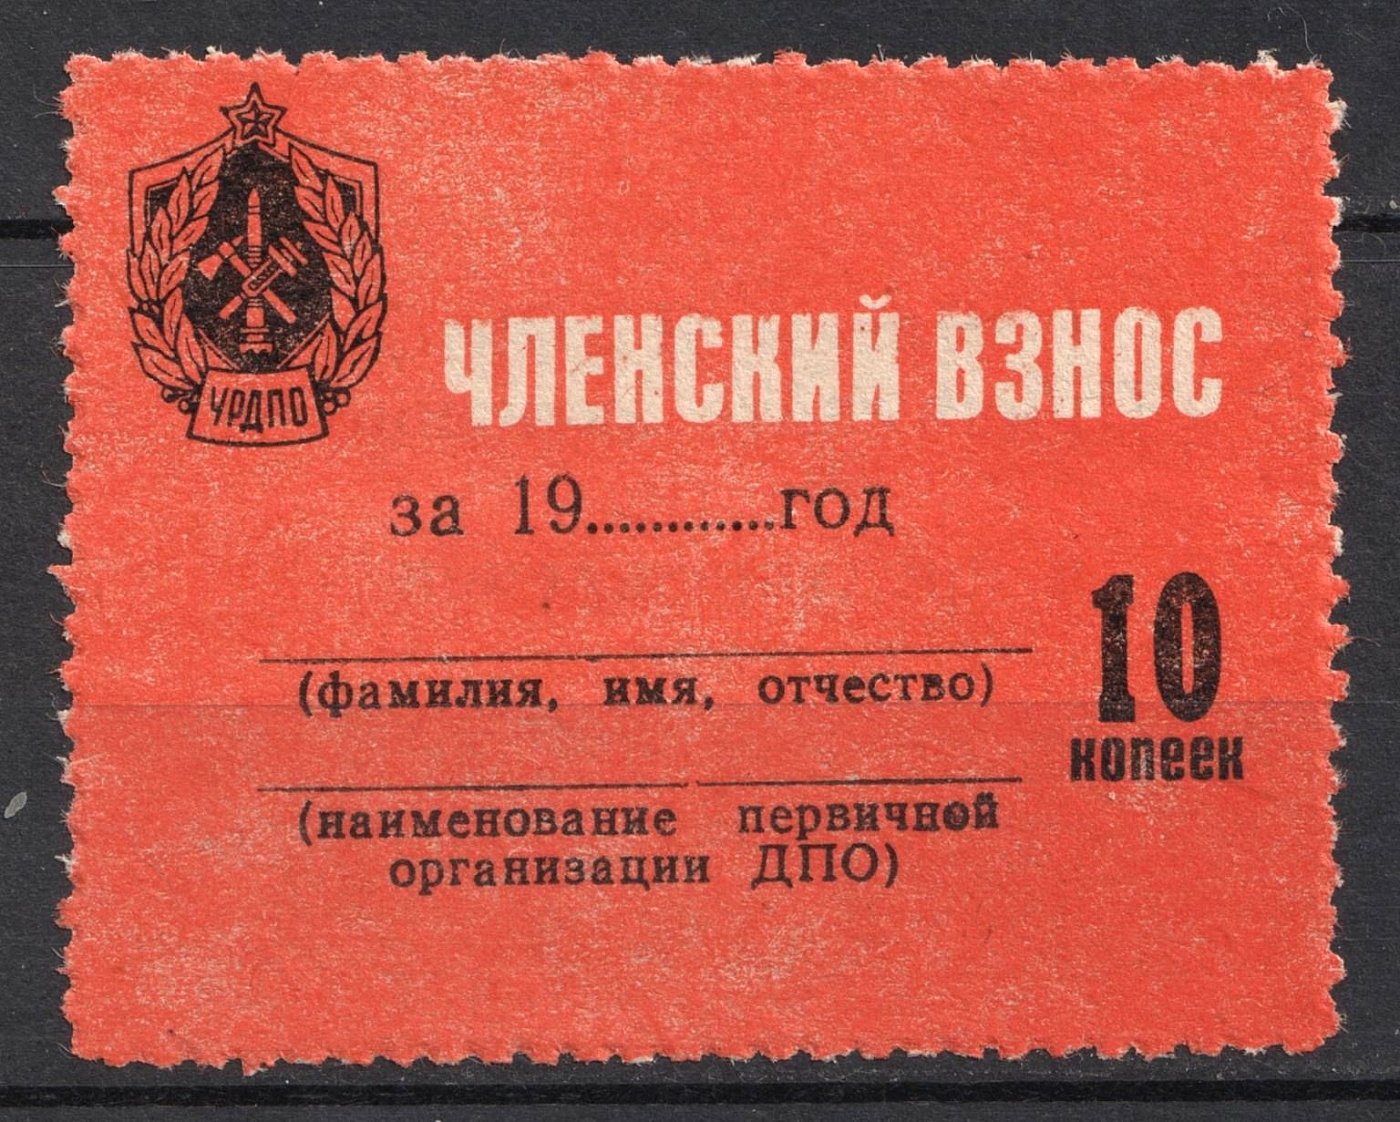 УРДПО
ЧЛЕНСКИЙ ВЗНОС
за 19............год
(фамилия, имя, отчество)
10
копеек
(наименование первичной
организации ДПО)